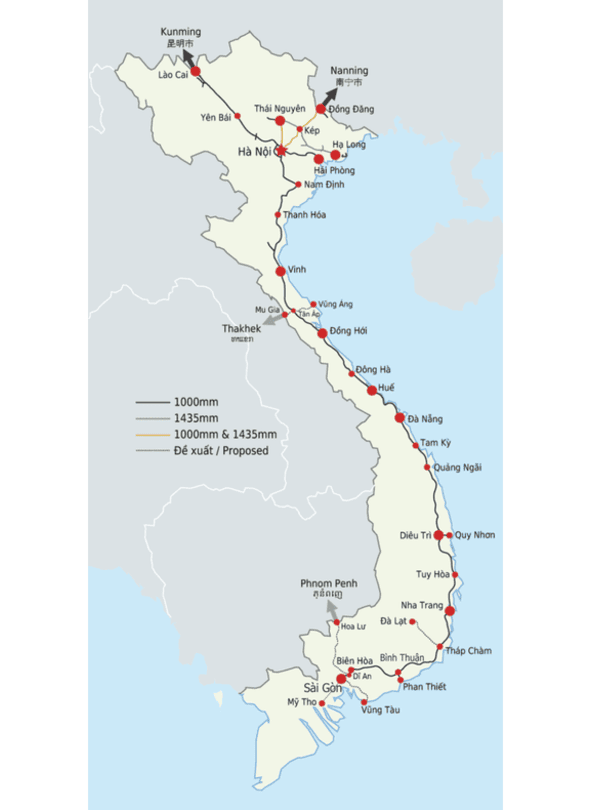 Kunming
昆明市
Nanning
南宁市
Lào Cai
Thái Nguyên
Đồng Đăng
Yên Bái
Kép
Hà Nội
Hạ Long
Hải Phòng
Nam Định
Thanh Hóa
Vinh
Mu Gia
Vũng Áng
Tân Ấp
Thakhek
ທ່າແຂກ
Đồng Hới
Đông Hà
Huế
1000mm
1435mm
1000mm & 1435mm
Đề xuất / Proposed
Đà Nẵng
Tam Kỳ
Quảng Ngãi
Diêu Trì
Quy Nhơn
Tuy Hòa
Phnom Penh
ភ្នំពេញ
Nha Trang
Hoa Lư
Đà Lạt
Tháp Chàm
Biên Hòa
Bình Thuận
Dĩ An
Sài Gòn
Phan Thiết
Mỹ Tho
Vũng Tàu